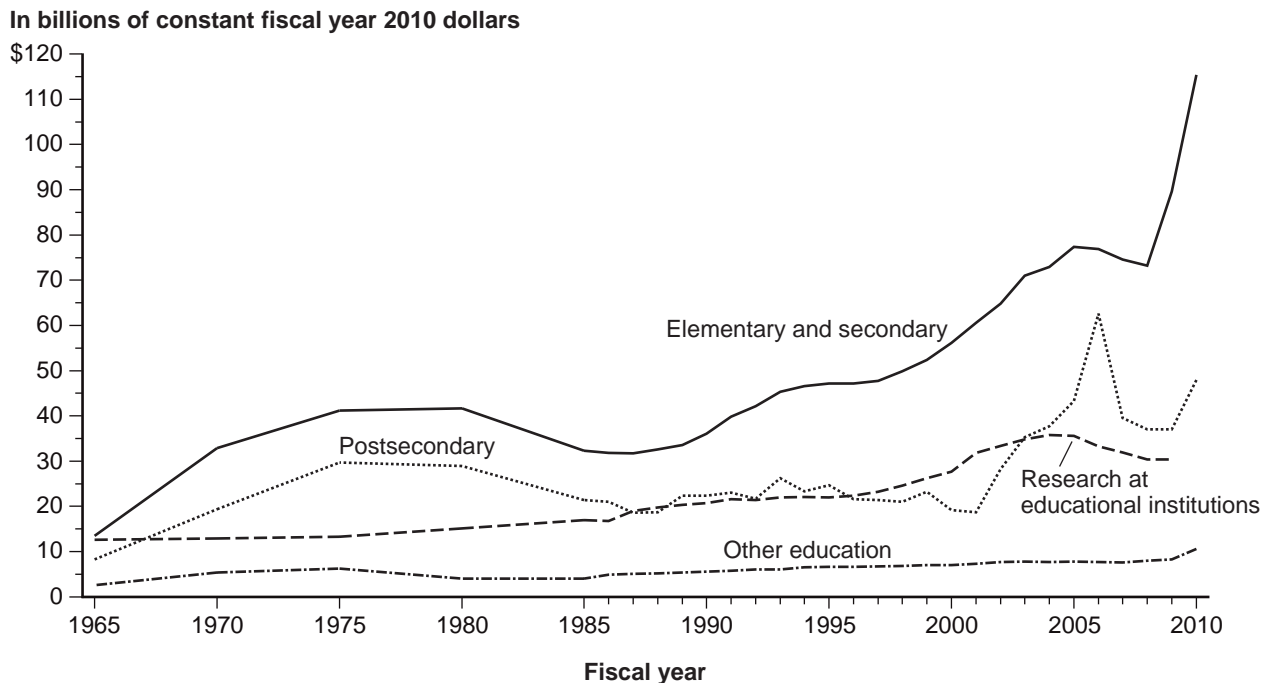 In billions of constant fiscal year 2010 dollars
$120
110
100
90
80
70
60
50
40
30
20
10
0
Elementary and secondary
Postsecondary
Research at
educational institutions
Other education
1965 1970 1975 1980 1985 1990 1995 2000 2005 2010
Fiscal year